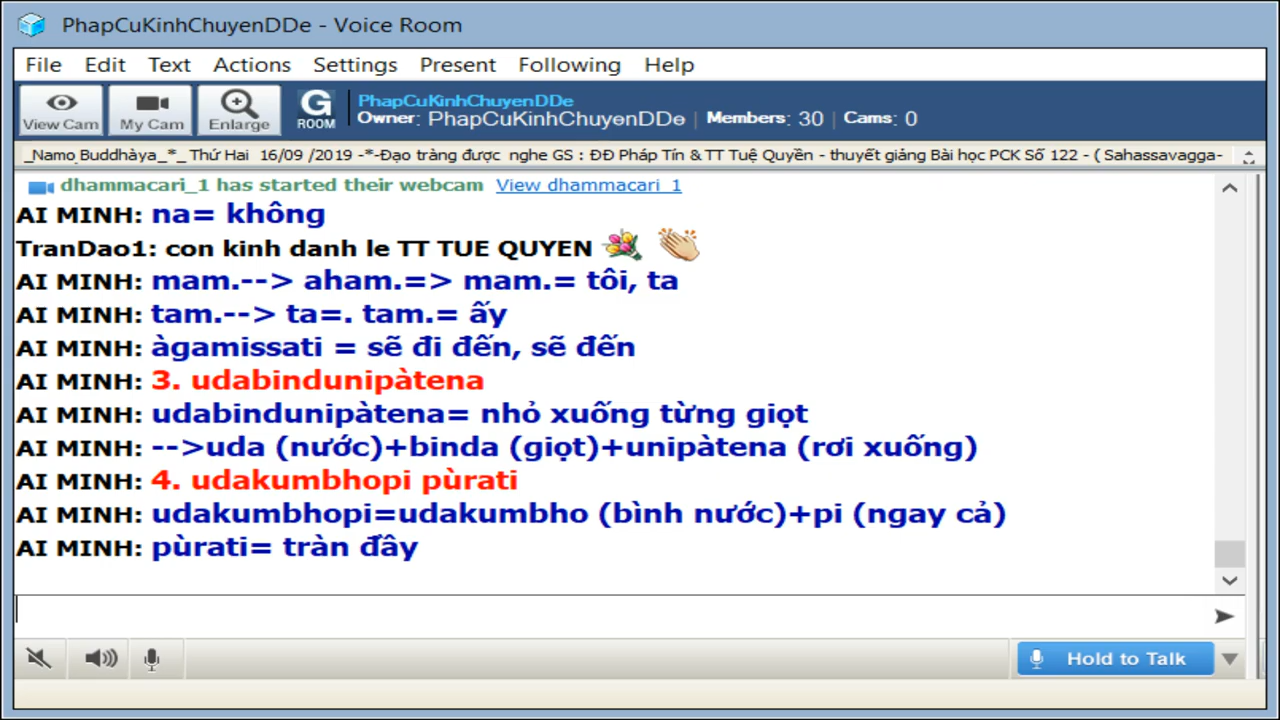 PhapCuKinhChuyenDDe - Voice Room
File Edit Text Actions Settings Present Following Help
View Cam My Cam Enlarge G ROOM PhapCuKinhChuyenDDe
Owner: PhapCuKinhChuyenDDe | Members: 30 | Cams: 0
_Namo Buddhàya_*_ Thứ Hai 16/09 /2019 -*-Đạo tràng được nghe GS : ĐĐ Pháp Tín & TT Tuệ Quyền - thuyết giảng Bài học PCK Số 122 - ( Sahassavagga-
dhammacari_1 has started their webcam View dhammacari_1
AI MINH: na= không
TranDao1: con kinh danh le TT TUE QUYEN
AI MINH: mam.--> aham.=> mam.= tôi, ta
AI MINH: tam.--> ta=. tam.= ấy
AI MINH: àgamissati = sẽ đi đến, sẽ đến
AI MINH: 3. udabindunipàtena
AI MINH: udabindunipàtena= nhỏ xuống từng giọt
AI MINH: -->uda (nước)+binda (giọt)+unipàtena (rơi xuống)
AI MINH: 4. udakumbhopi pùrati
AI MINH: udakumbhopi=udakumbho (bình nước)+pi (ngay cả)
AI MINH: pùrati= tràn đầy
Hold to Talk